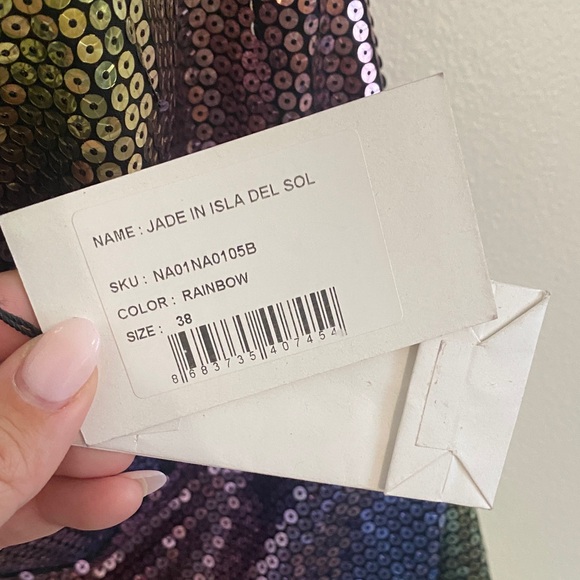 NAME : JADE IN ISLA DEL SOL
SKU : NA01NA0105B
COLOR : RAINBOW
SIZE : 38
8683735407454